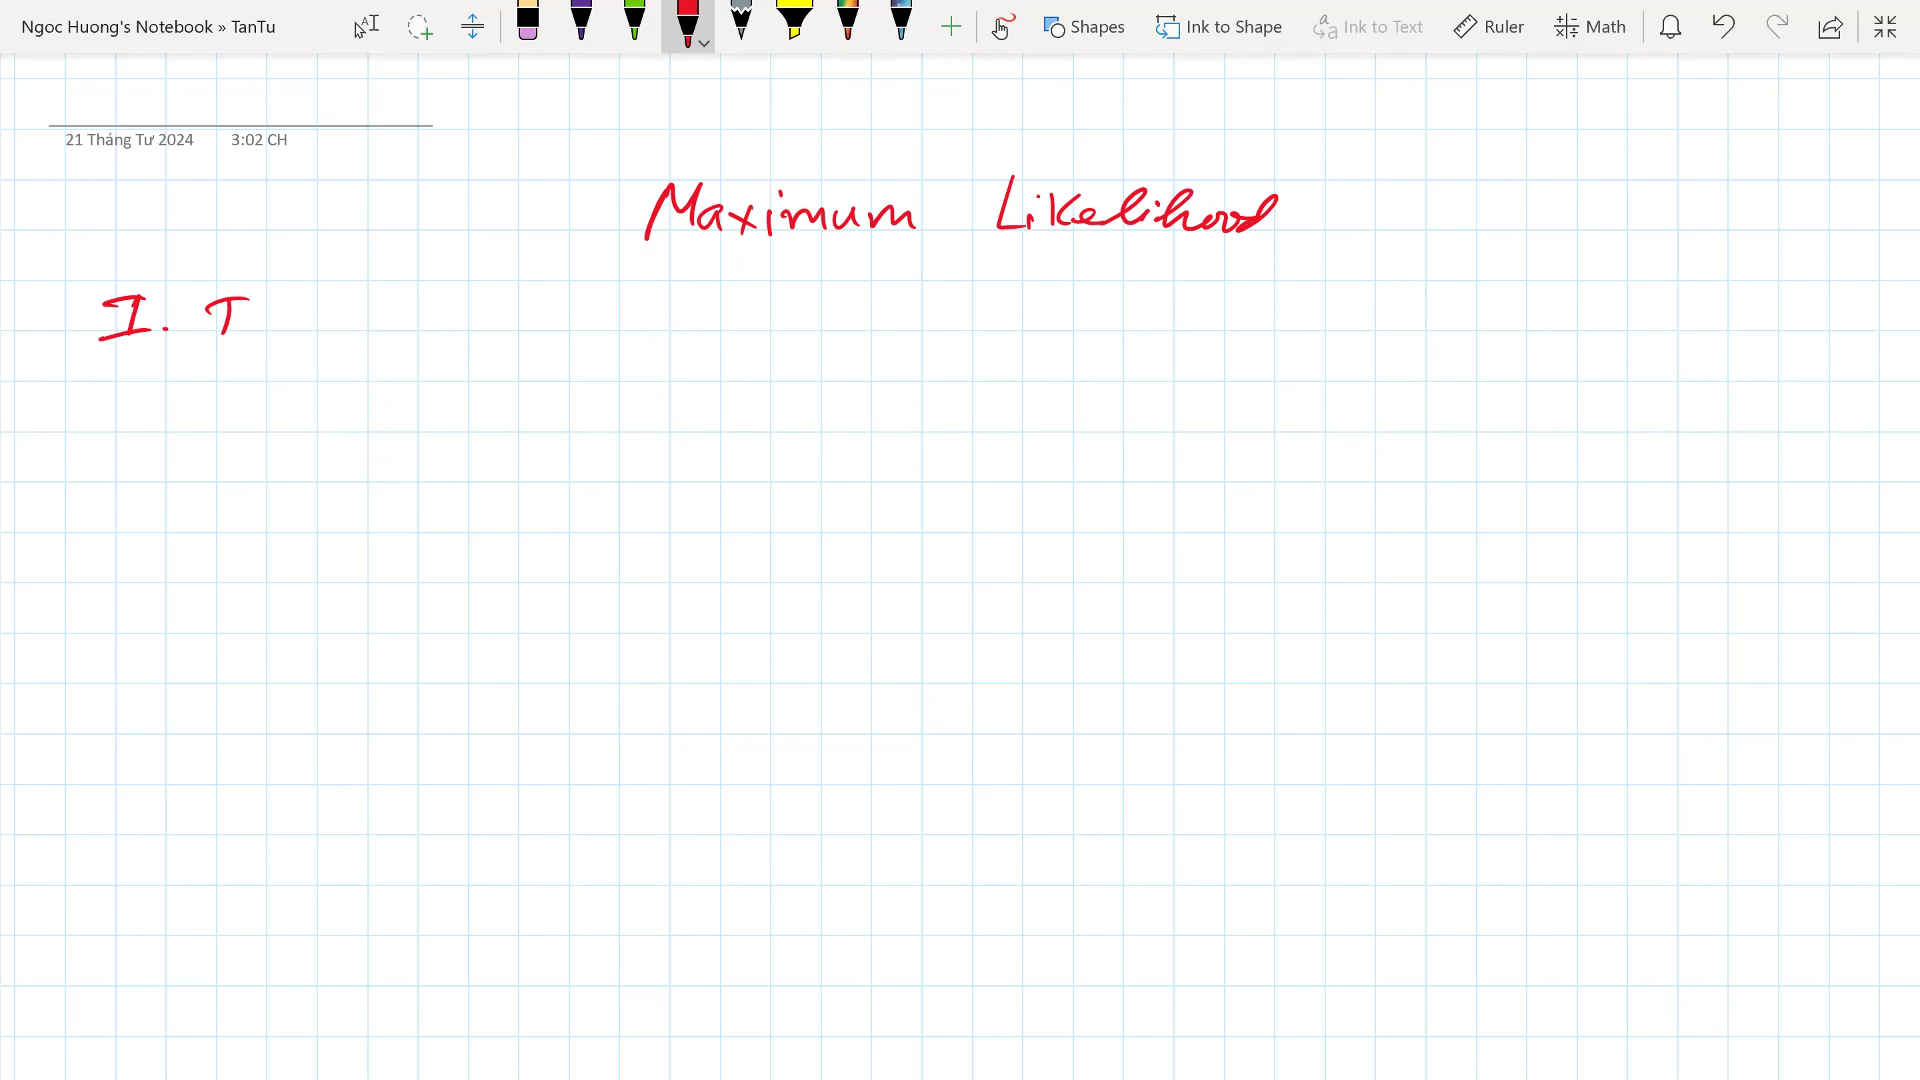 Ngoc Huong's Notebook » TanTu Shapes Ink to Shape Ink to Text Ruler Math
21 Tháng Tư 2024 3:02 CH
Maximum Likelihood
I. T